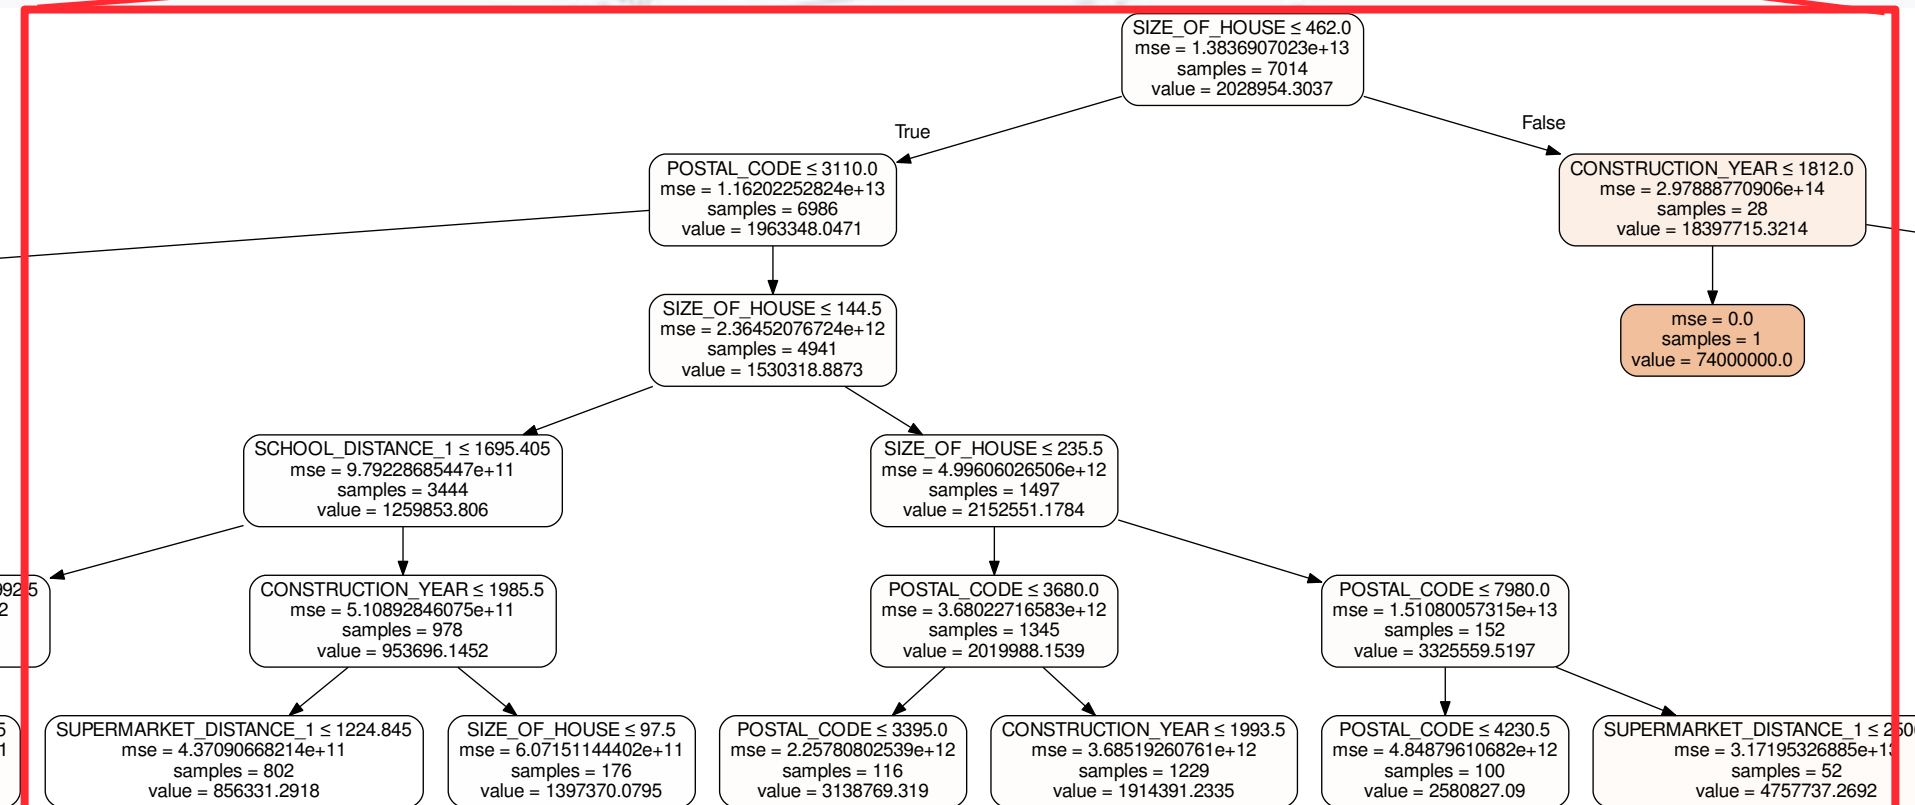 SIZE_OF_HOUSE ≤ 462.0
mse = 1.3836907023e+13
samples = 7014
value = 2028954.3037
True
False
POSTAL_CODE ≤ 3110.0
mse = 1.16202252824e+13
samples = 6986
value = 1963348.0471
CONSTRUCTION_YEAR ≤ 1812.0
mse = 2.97888770906e+14
samples = 28
value = 18397715.3214
SIZE_OF_HOUSE ≤ 144.5
mse = 2.36452076724e+12
samples = 4941
value = 1530318.8873
mse = 0.0
samples = 1
value = 74000000.0
SCHOOL_DISTANCE_1 ≤ 1695.405
mse = 9.79228685447e+11
samples = 3444
value = 1259853.806
SIZE_OF_HOUSE ≤ 235.5
mse = 4.99606026506e+12
samples = 1497
value = 2152551.1784
2
CONSTRUCTION_YEAR ≤ 1985.5
mse = 5.10892846075e+11
samples = 978
value = 953696.1452
POSTAL_CODE ≤ 3680.0
mse = 3.68022716583e+12
samples = 1345
value = 2019988.1539
POSTAL_CODE ≤ 7980.0
mse = 1.51080057315e+13
samples = 152
value = 3325559.5197
5
1
SUPERMARKET_DISTANCE_1 ≤ 1224.845
mse = 4.37090668214e+11
samples = 802
value = 856331.2918
SIZE_OF_HOUSE ≤ 97.5
mse = 6.07151144402e+11
samples = 176
value = 1397370.0795
POSTAL_CODE ≤ 3395.0
mse = 2.25780802539e+12
samples = 116
value = 3138769.319
CONSTRUCTION_YEAR ≤ 1993.5
mse = 3.68519260761e+12
samples = 1229
value = 1914391.2335
POSTAL_CODE ≤ 4230.5
mse = 4.84879610682e+12
samples = 100
value = 2580827.09
SUPERMARKET_DISTANCE_1 ≤
mse = 3.17195326885e+13
samples = 52
value = 4757737.2692